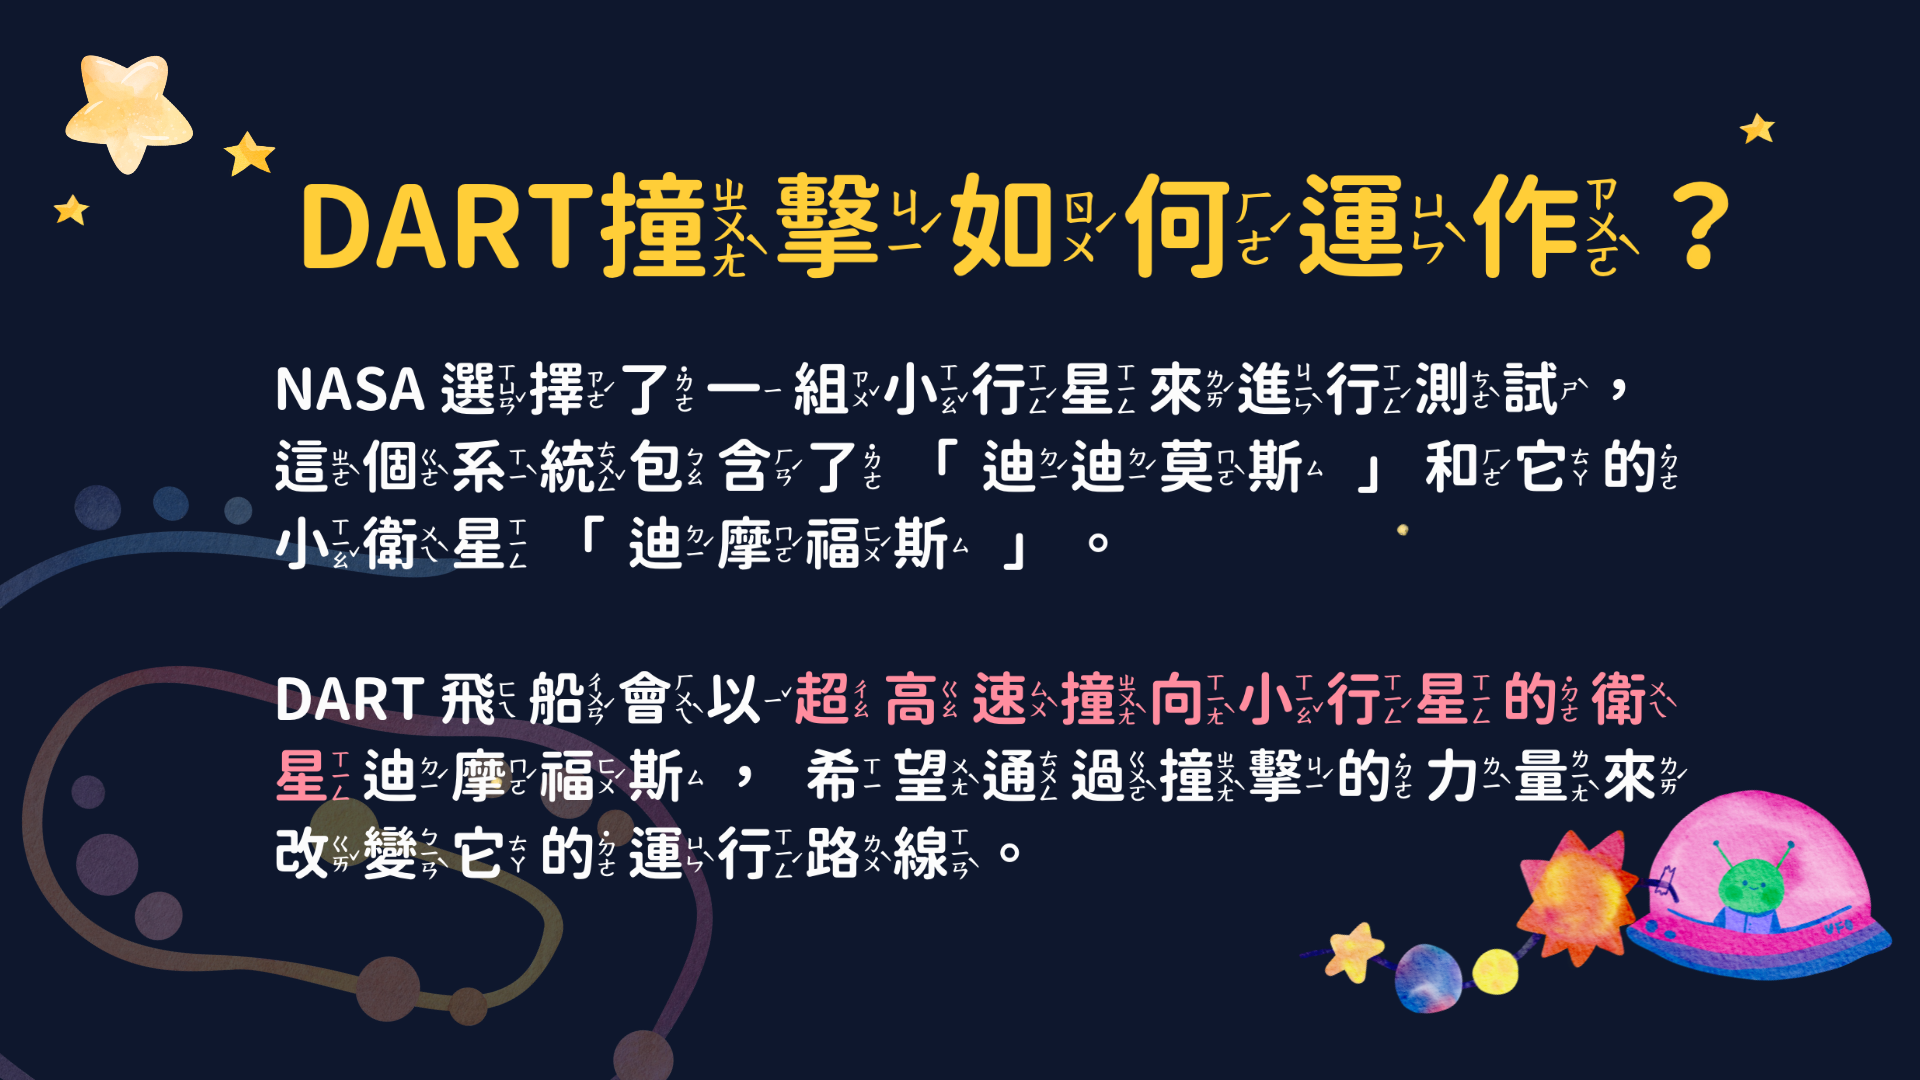 DART撞擊如何運作？
NASA 選擇了一組小行星來進行測試，
這個系統包含了「迪迪莫斯」和它的
小衛星「迪摩福斯」。
DART 飛船會以超高速撞向小行星的衛
星迪摩福斯，希望通過撞擊的力量來
改變它的運行路線。
UFO